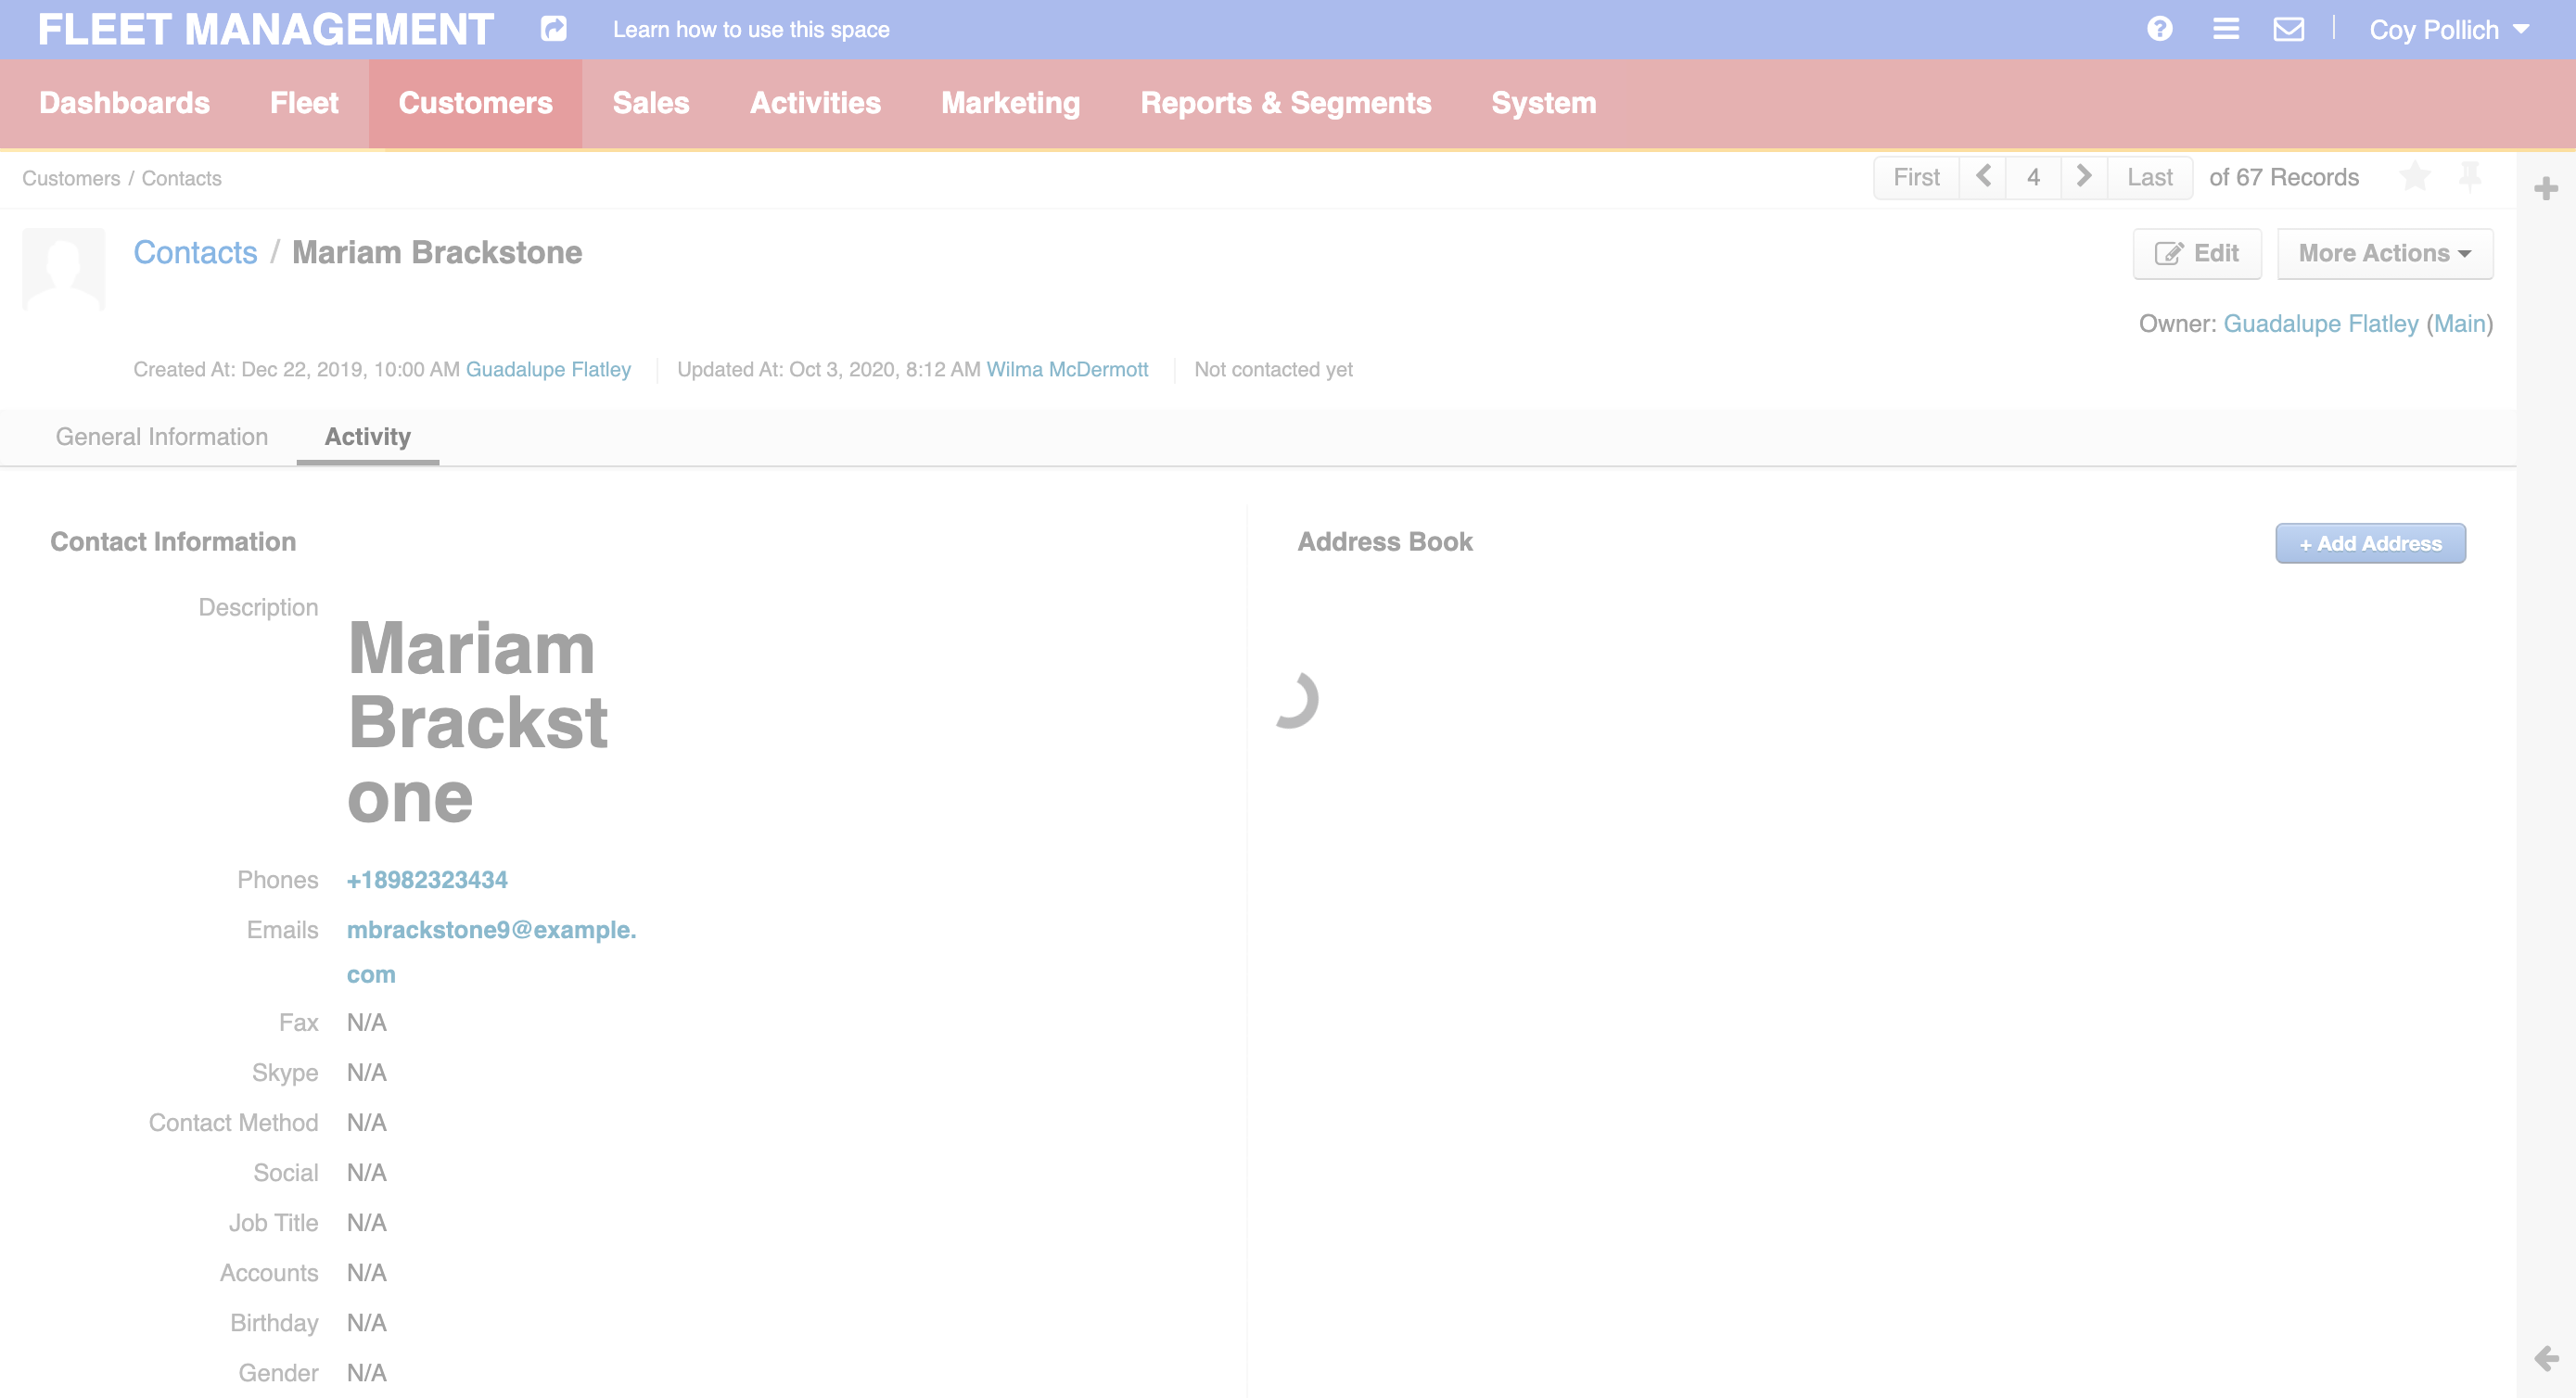 FLEET MANAGEMENT Learn how to use this space Coy Pollich
Dashboards Fleet Customers Sales Activities Marketing Reports & Segments System
Customers / Contacts First 4 Last of 67 Records
Contacts / Mariam Brackstone Edit More Actions
Owner: Guadalupe Flatley (Main)
Created At: Dec 22, 2019, 10:00 AM Guadalupe Flatley Updated At: Oct 3, 2020, 8:12 AM Wilma McDermott Not contacted yet
General Information Activity
Contact Information
Description
Mariam
Brackst
one
Phones +18982323434
Emails mbrackstone9@example.
com
Fax N/A
Skype N/A
Contact Method N/A
Social N/A
Job Title N/A
Accounts N/A
Birthday N/A
Gender N/A
Address Book + Add Address